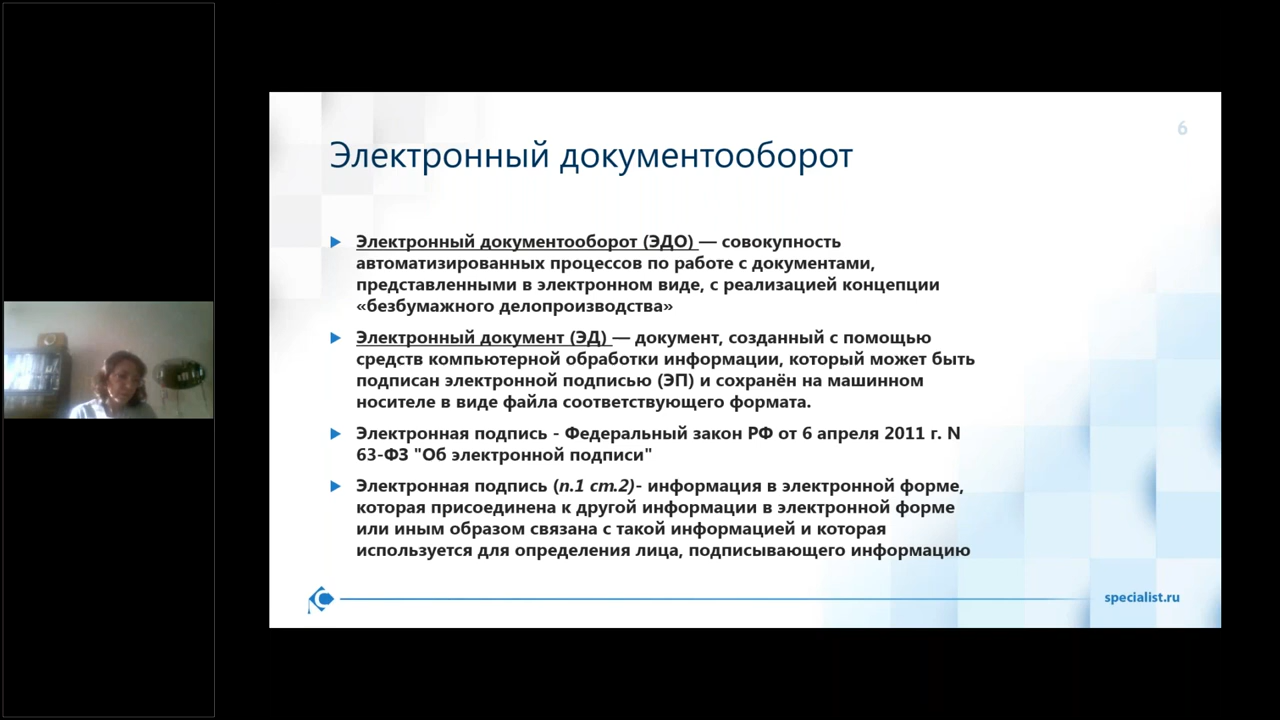 6
Электронный документооборот
Электронный документооборот (ЭДО) — совокупность
автоматизированных процессов по работе с документами,
представленными в электронном виде, с реализацией концепции
«безбумажного делопроизводства»
Электронный документ (ЭД) — документ, созданный с помощью
средств компьютерной обработки информации, который может быть
подписан электронной подписью (ЭП) и сохранён на машинном
носителе в виде файла соответствующего формата.
Электронная подпись - Федеральный закон РФ от 6 апреля 2011 г. N
63-ФЗ "Об электронной подписи"
Электронная подпись (п.1 ст.2)- информация в электронной форме,
которая присоединена к другой информации в электронной форме
или иным образом связана с такой информацией и которая
используется для определения лица, подписывающего информацию
specialist.ru